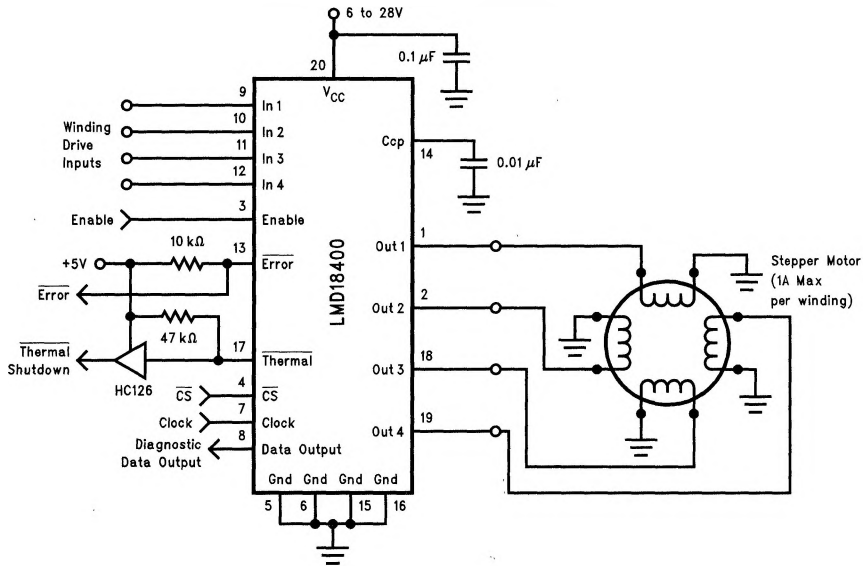 6 to 28V
0.1 μF
20
VCC
9
In 1
10
In 2
11
In 3
12
In 4
Winding
Drive
Inputs
Ccp
14
0.01 μF
3
Enable
Enable
10 kΩ
13
+5V
Error
Error
47 kΩ
17
Thermal
Shutdown
Thermal
HC126
4
CS
CS
7
Clock
Clock
8
Diagnostic
Data Output
Data Output
LMD18400
1
Out 1
2
Out 2
18
Out 3
19
Out 4
Stepper Motor
(1A Max
per winding)
Gnd Gnd Gnd Gnd
5 6 15 16